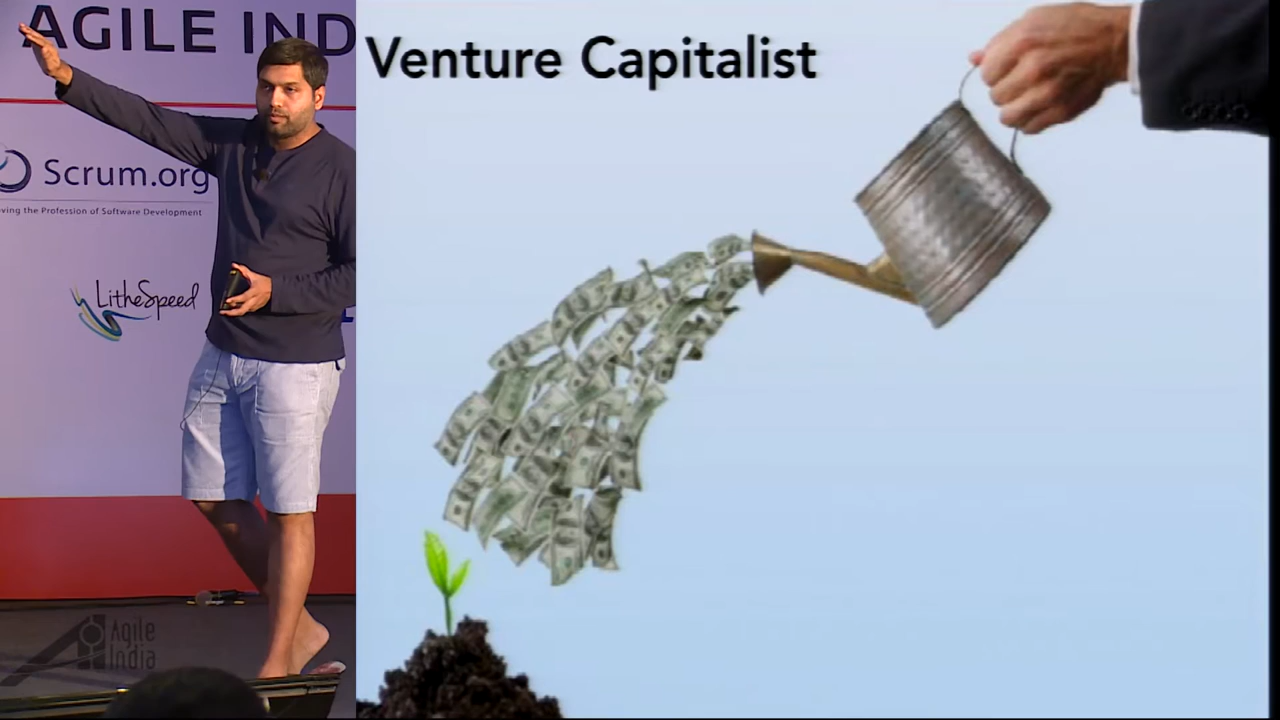 AGILE IND
Venture Capitalist
Scrum.org
ving the Profession of Software Development
LitheSpeed
Agile
India